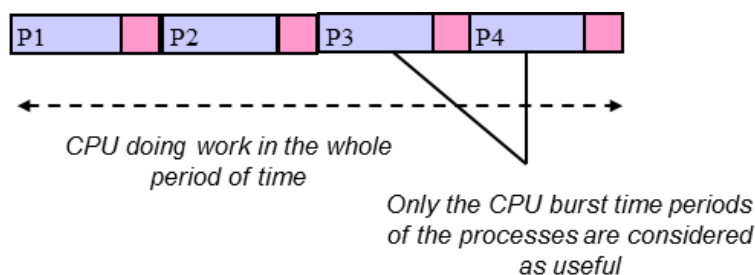 P1 P2 P3 P4
CPU doing work in the whole
period of time
Only the CPU burst time periods
of the processes are considered
as useful